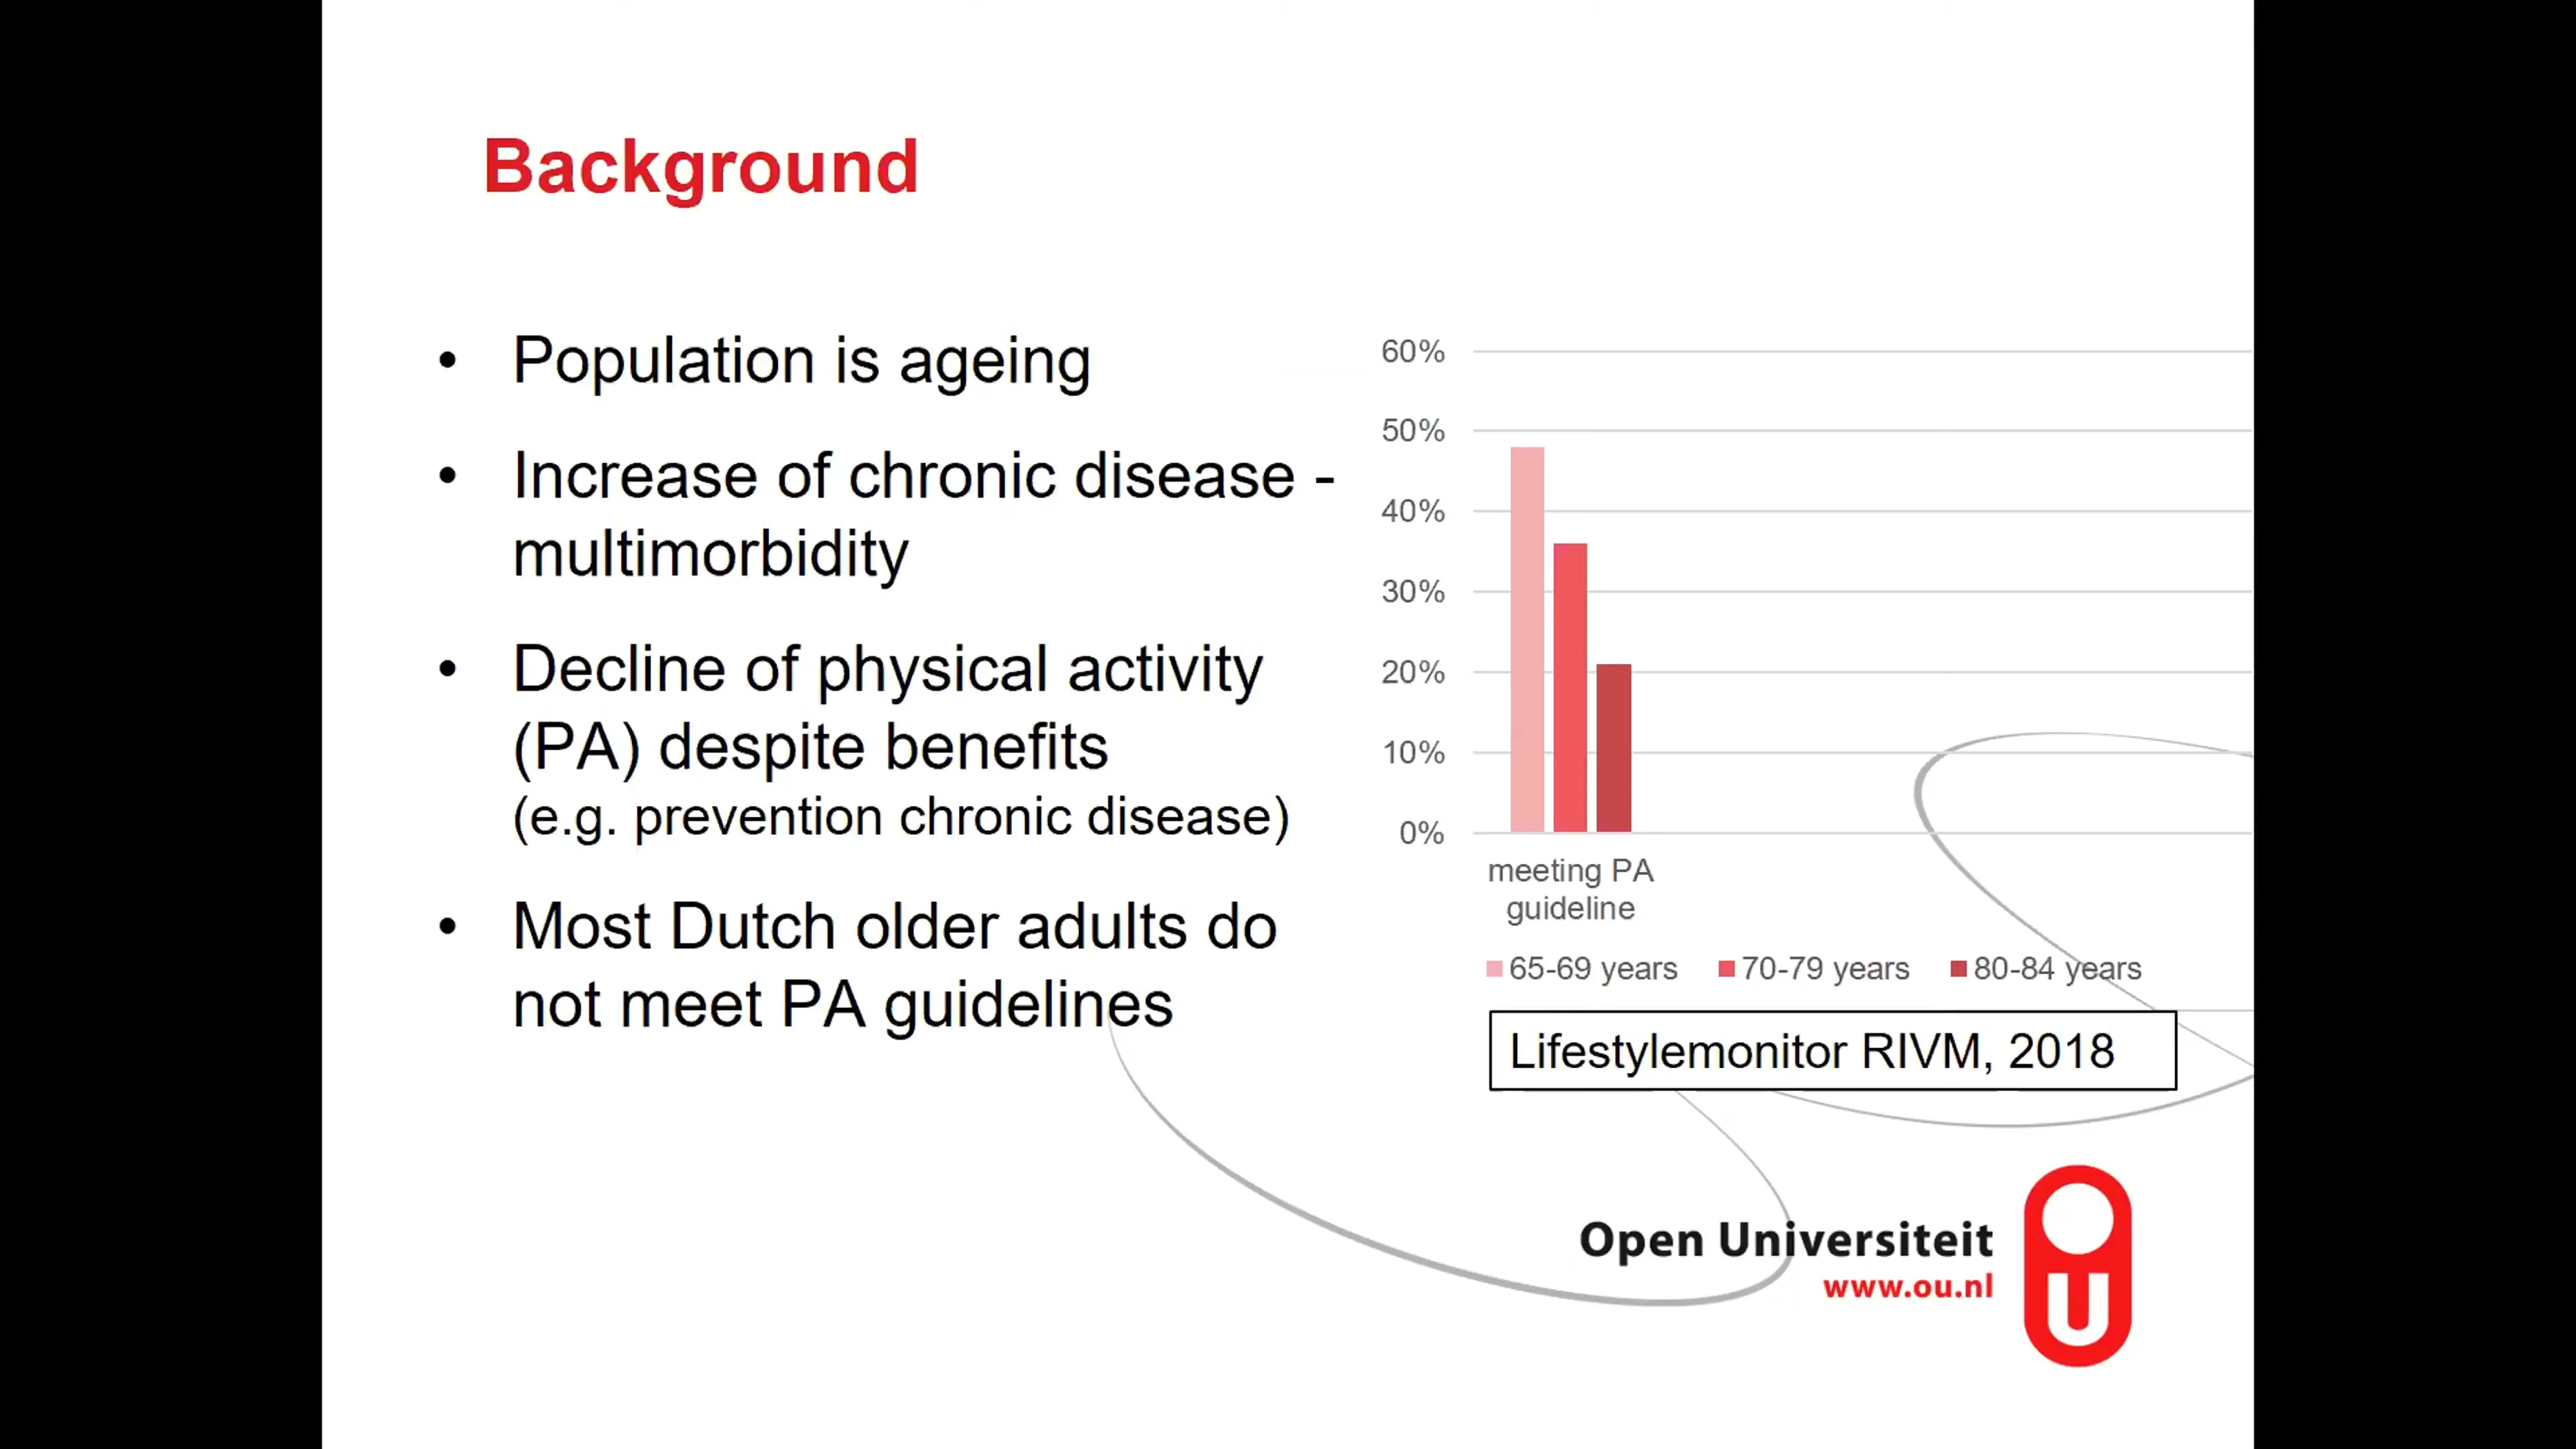 Background
• Population is ageing
• Increase of chronic disease -
multimorbidity
• Decline of physical activity
(PA) despite benefits
(e.g. prevention chronic disease)
• Most Dutch older adults do
not meet PA guidelines
60%
50%
40%
30%
20%
10%
0%
meeting PA
guideline
65-69 years 70-79 years 80-84 years
Lifestylemonitor RIVM, 2018
Open Universiteit
www.ou.nl
U